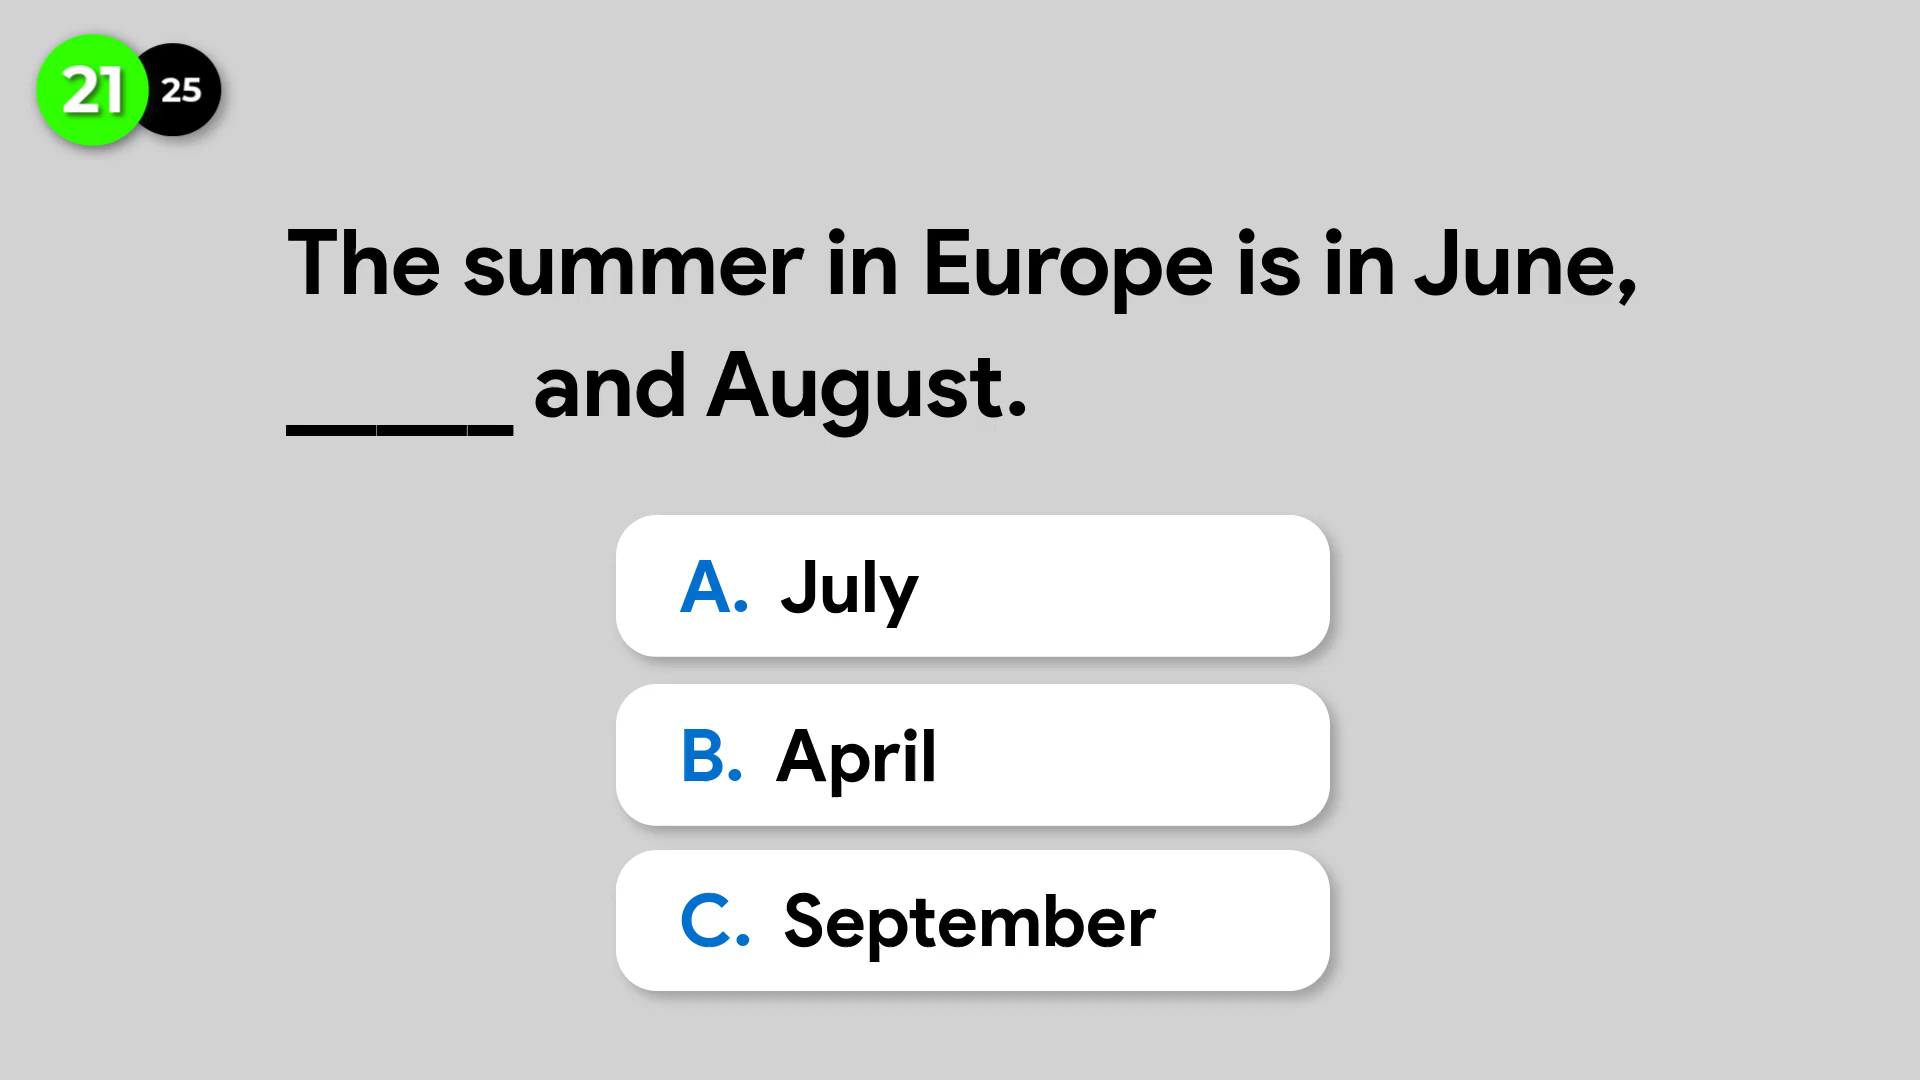 21 25
The summer in Europe is in June,
_____ and August.
A. July
B. April
C. September